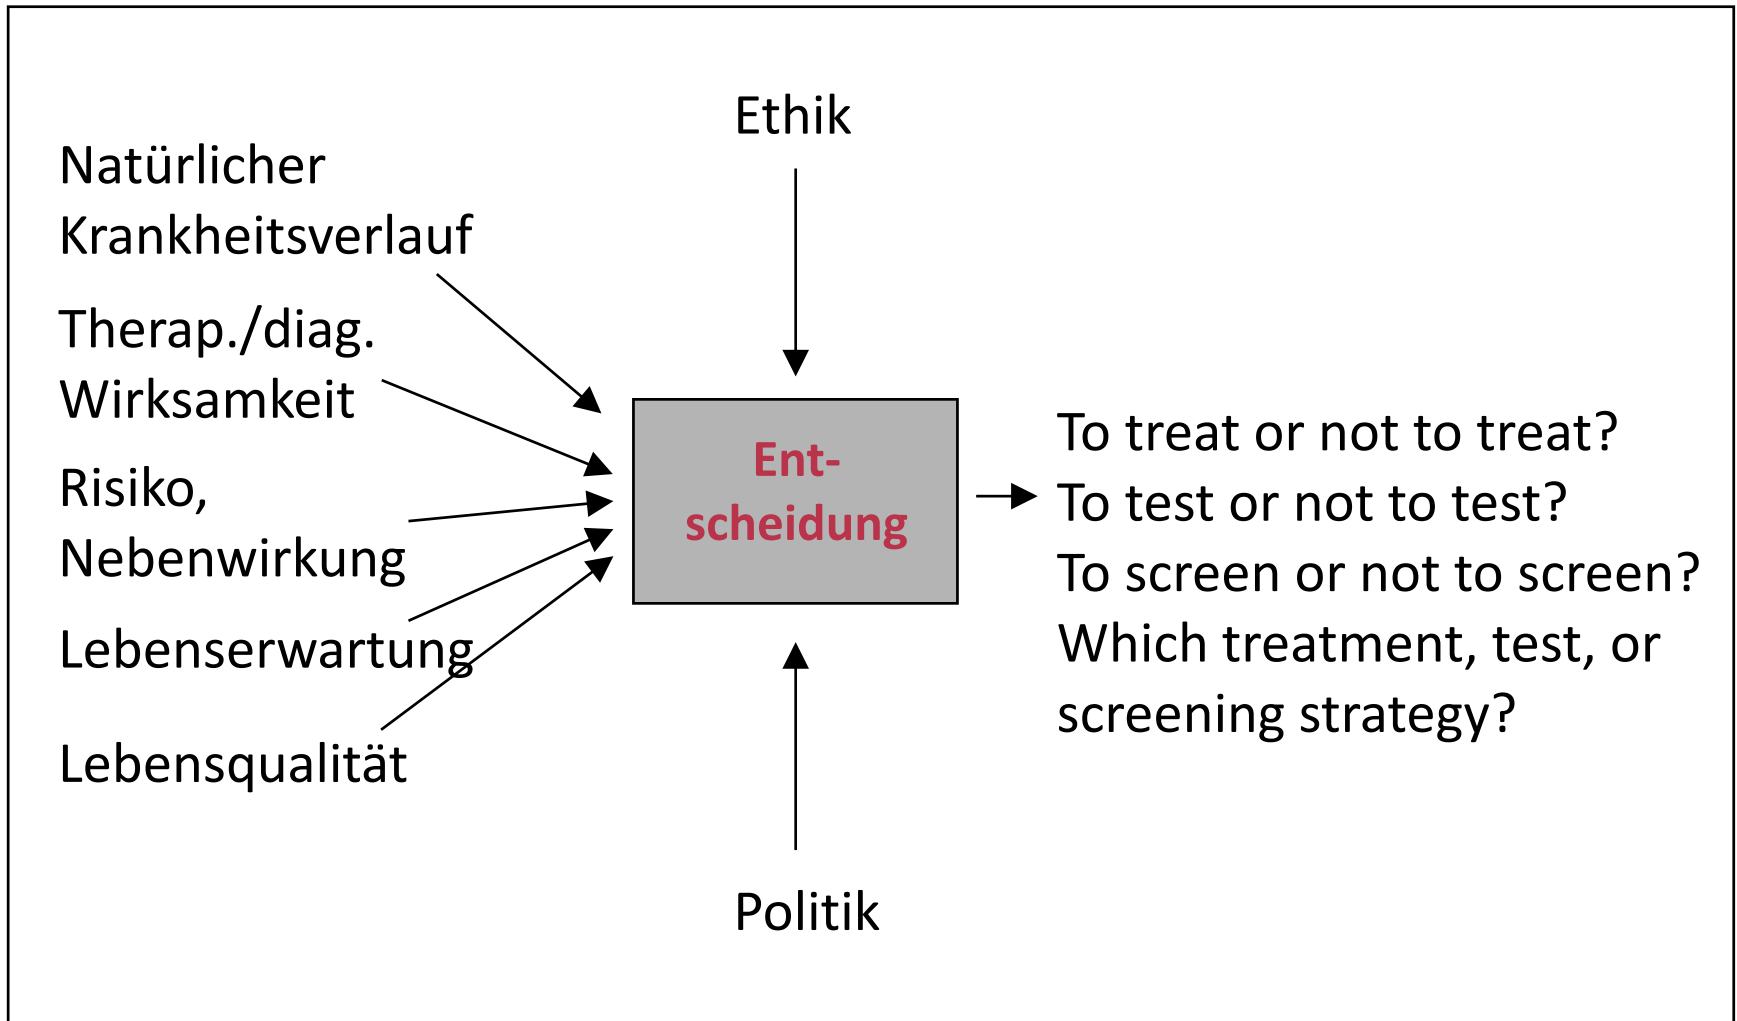 Ethik
Natürlicher
Krankheitsverlauf
Therap./diag.
Wirksamkeit
Risiko,
Nebenwirkung
Lebenserwartung
Lebensqualität
Ent-
scheidung
To treat or not to treat?
To test or not to test?
To screen or not to screen?
Which treatment, test, or
screening strategy?
Politik